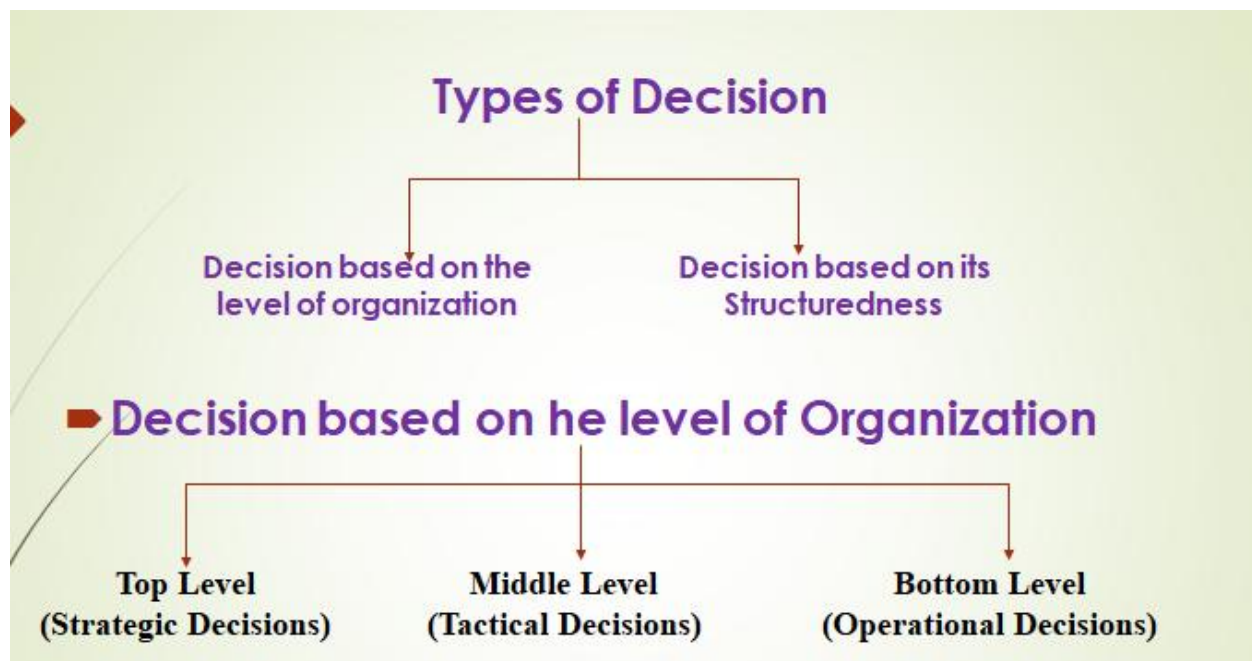 Types of Decision
Decision based on the
level of organization
Decision based on its
Structuredness
Decision based on he level of Organization
Top Level
(Strategic Decisions)
Middle Level
(Tactical Decisions)
Bottom Level
(Operational Decisions)